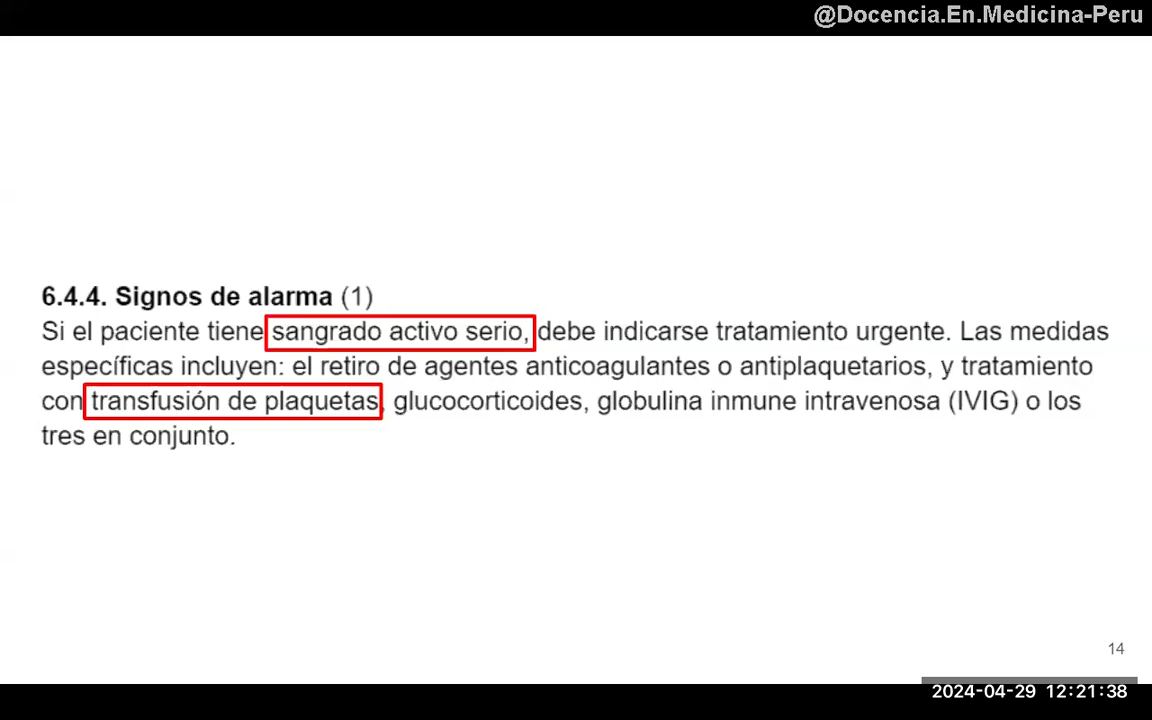 @Docencia.En.Medicina-Peru
6.4.4. Signos de alarma (1)
Si el paciente tiene sangrado activo serio, debe indicarse tratamiento urgente. Las medidas
específicas incluyen: el retiro de agentes anticoagulantes o antiplaquetarios, y tratamiento
con transfusión de plaquetas, glucocorticoides, globulina inmune intravenosa (IVIG) o los
tres en conjunto.
14
2024-04-29 12:21:38